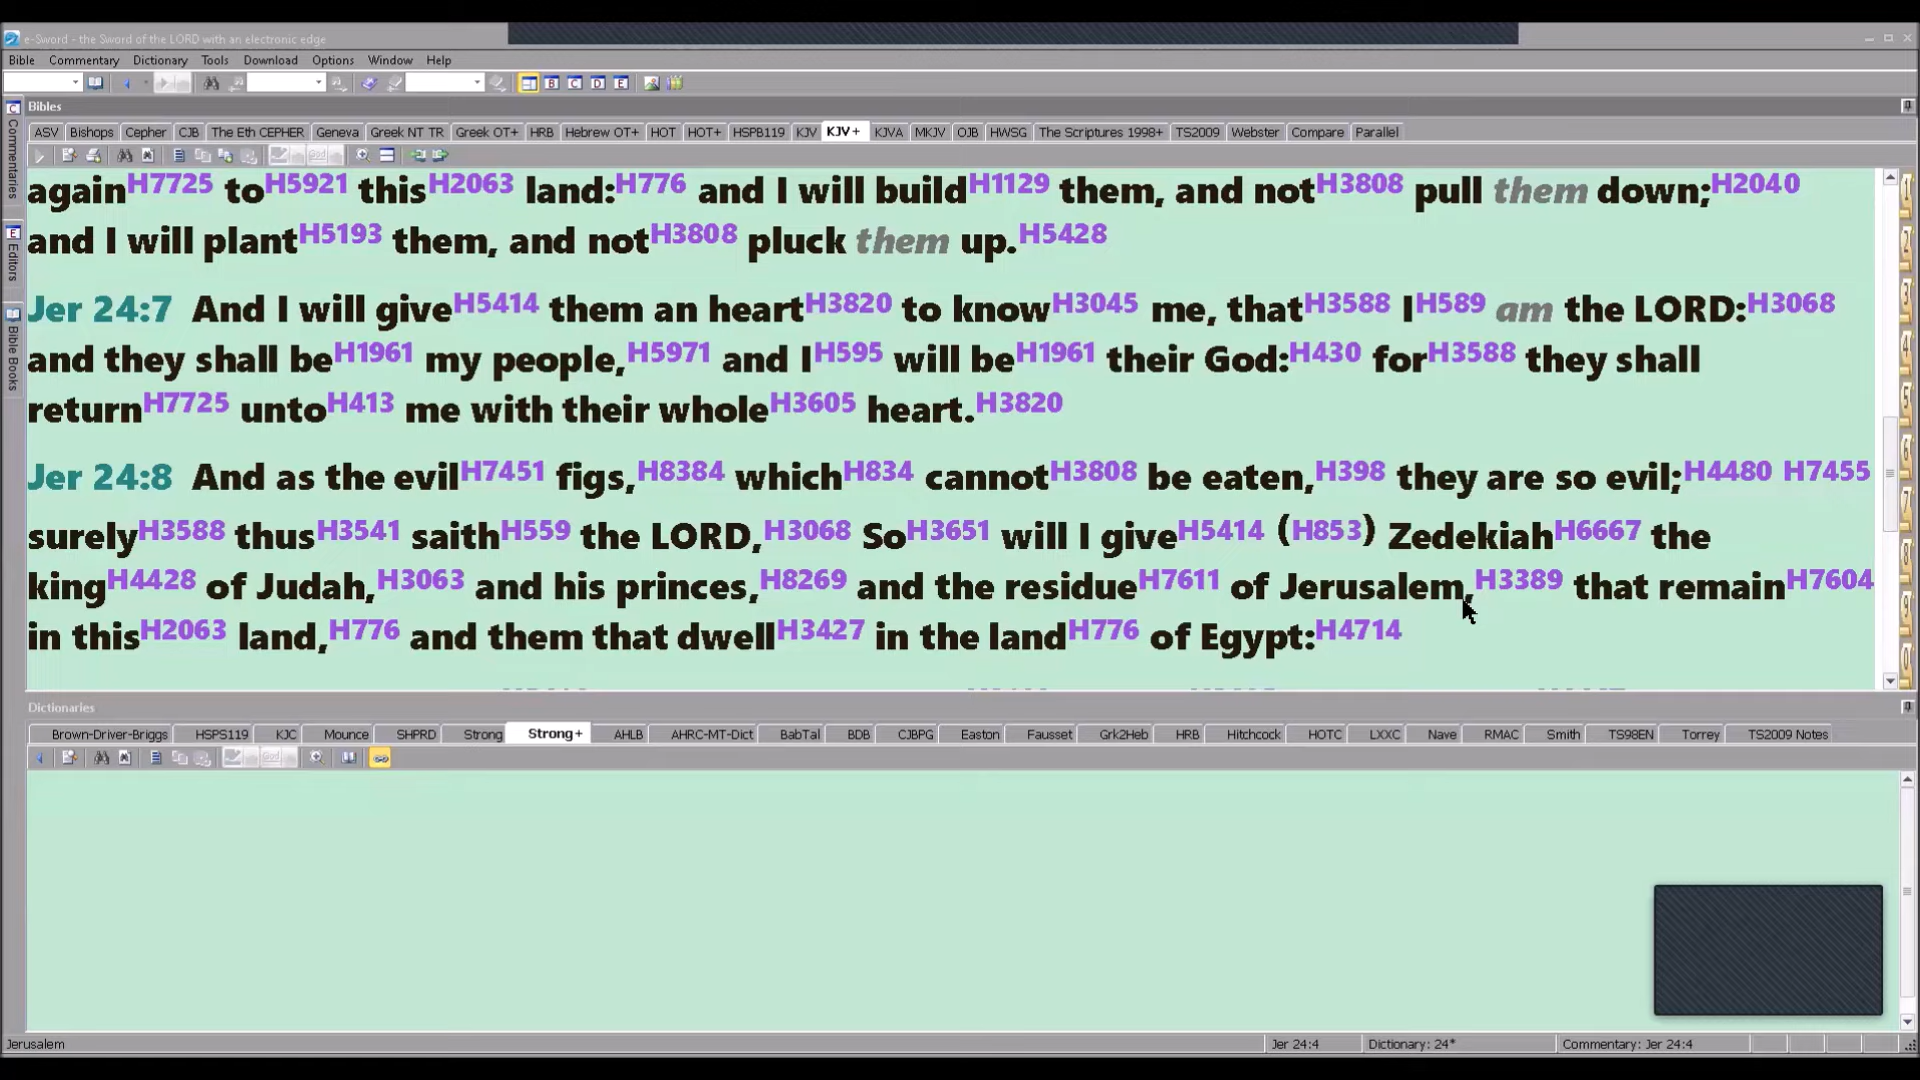 e-Sword - the Sword of the LORD with an electronic edge
Bible Commentary Dictionary Tools Download Options Window Help
B C D E
Bibles
ASV Bishops Cepher CJB The Eth CEPHER Geneva Greek NT TR Greek OT+ HRB Hebrew OT+ HOT HOT+ HSPB119 KJV KJV+ KJVA MKJV OJB HWSG The Scriptures 1998+ TS2009 Webster Compare Parallel
Commentaries
Editors
Bible Books
againH7725 toH5921 thisH2063 land:H776 and I will buildH1129 them, and notH3808 pull them down;H2040
and I will plantH5193 them, and notH3808 pluck them up.H5428
Jer 24:7 And I will giveH5414 them an heartH3820 to knowH3045 me, thatH3588 IH589 am the LORD:H3068
and they shall beH1961 my people,H5971 and IH595 will beH1961 their God:H430 forH3588 they shall
returnH7725 untoH413 me with their wholeH3605 heart.H3820
Jer 24:8 And as the evilH7451 figs,H8384 whichH834 cannotH3808 be eaten,H398 they are so evil;H4480 H7455
surelyH3588 thusH3541 saithH559 the LORD,H3068 SoH3651 will I giveH5414 (H853) ZedekiahH6667 the
kingH4428 of Judah,H3063 and his princes,H8269 and the residueH7611 of Jerusalem,H3389 that remainH7604
in thisH2063 land,H776 and them that dwellH3427 in the landH776 of Egypt:H4714
Dictionaries
Brown-Driver-Briggs HSPS119 KJC Mounce SHPRD Strong Strong+ AHLB AHRC-MT-Dict BabTal BDB CJBPG Easton Fausset Grk2Heb HRB Hitchcock HOTC LXXC Nave RMAC Smith TS98EN Torrey TS2009 Notes
Jerusalem
Jer 24:4 Dictionary: 24* Commentary: Jer 24:4